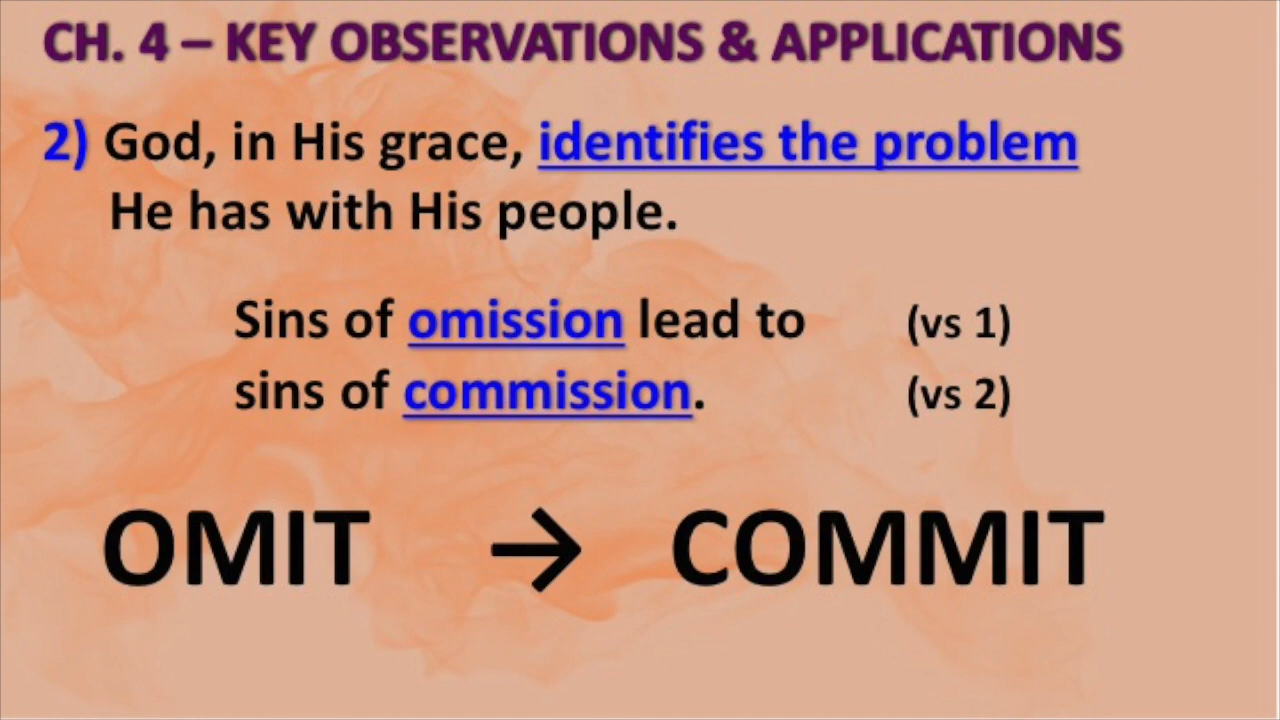 CH. 4 – KEY OBSERVATIONS & APPLICATIONS
2) God, in His grace, identifies the problem
He has with His people.
Sins of omission lead to (vs 1)
sins of commission. (vs 2)
OMIT → COMMIT